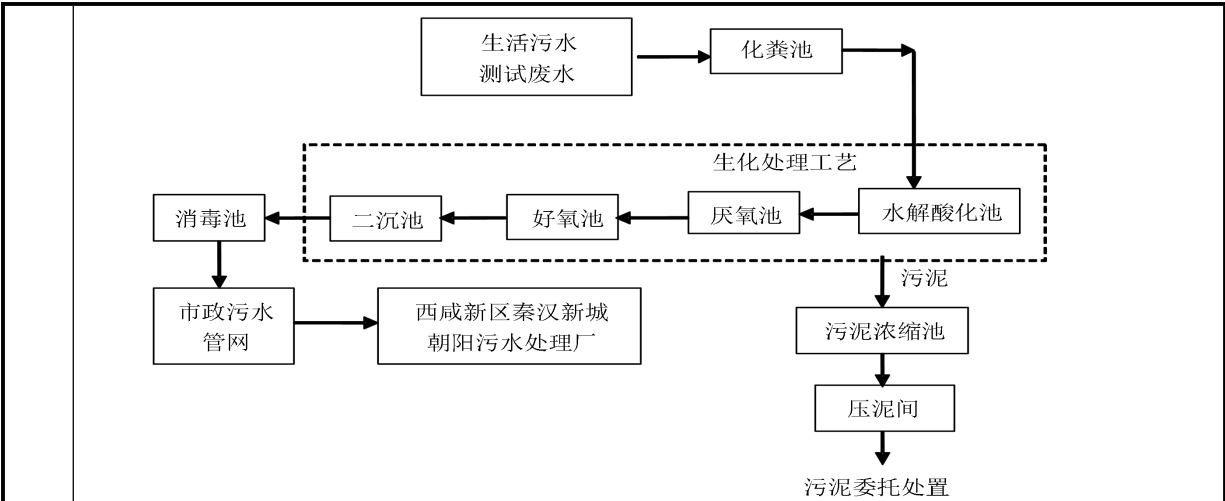 生活污水
测试废水
化粪池
生化处理工艺
消毒池
二沉池
好氧池
厌氧池
水解酸化池
污泥
市政污水
管网
西咸新区秦汉新城
朝阳污水处理厂
污泥浓缩池
压泥间
污泥委托处置